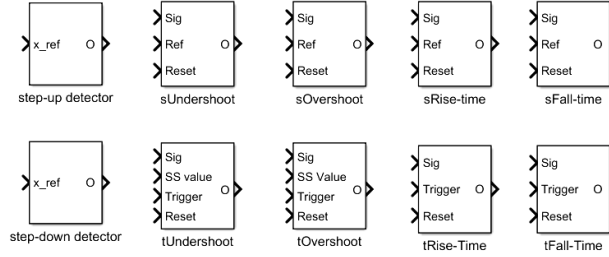 Sig Sig Sig Sig
x_ref O Ref O Ref O Ref O Ref O
Reset Reset Reset Reset
step-up detector sUndershoot sOvershoot sRise-time sFall-time
Sig Sig Sig Sig
x_ref O SS value O SS Value O Trigger O Trigger O
Trigger Trigger
Reset Reset Reset Reset
step-down detector tUndershoot tOvershoot tRise-Time tFall-Time